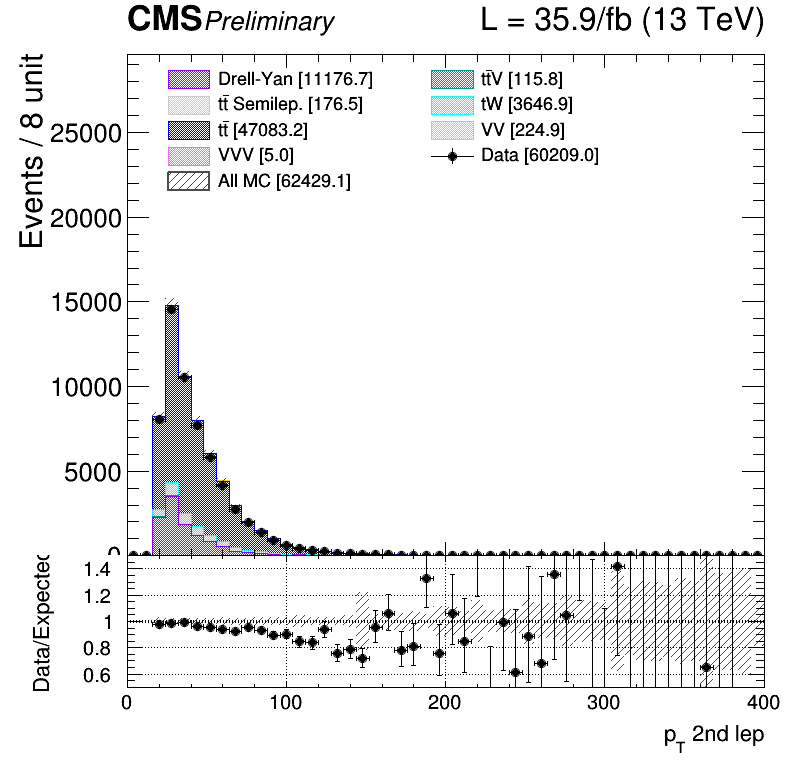 CMS Preliminary L = 35.9/fb (13 TeV)
Events / 8 unit
25000
20000
15000
10000
5000
0
Drell-Yan [11176.7]
tt̄ Semilep. [176.5]
tt̄ [47083.2]
VVV [5.0]
All MC [62429.1]
tt̄V [115.8]
tW [3646.9]
VV [224.9]
Data [60209.0]
Data/Expected
1.4
1.2
1
0.8
0.6
0 100 200 300 400
p_T 2nd lep